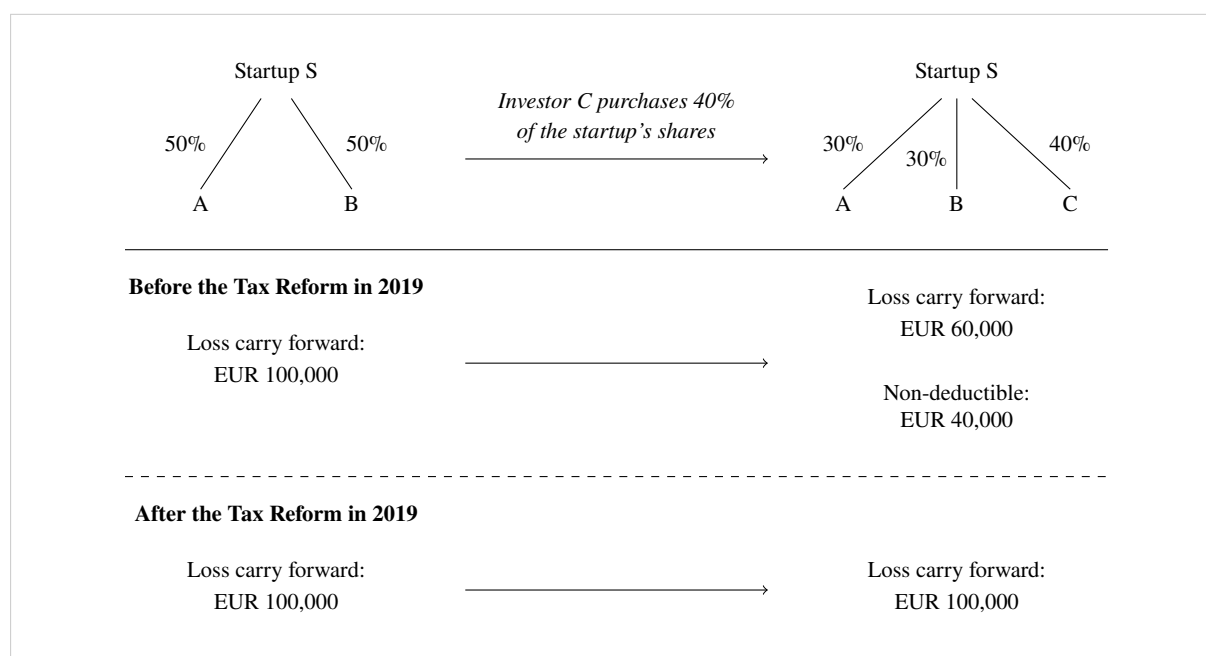 Startup S
Startup S
Investor C purchases 40%
of the startup's shares
50%
50%
30%
30%
40%
A
B
A
B
C
Before the Tax Reform in 2019
Loss carry forward:
EUR 100,000
Loss carry forward:
EUR 60,000
Non-deductible:
EUR 40,000
After the Tax Reform in 2019
Loss carry forward:
EUR 100,000
Loss carry forward:
EUR 100,000